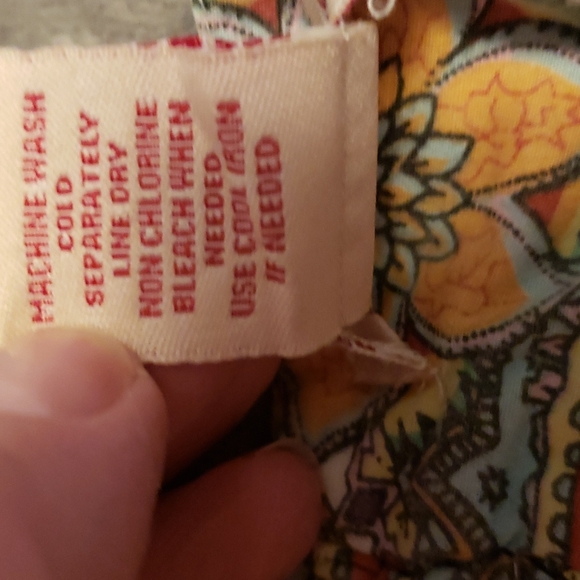 MACHINE WASH
COLD
SEPARATELY
LINE DRY
NON CHLORINE
BLEACH WHEN
NEEDED
USE COOL IRON
IF NEEDED